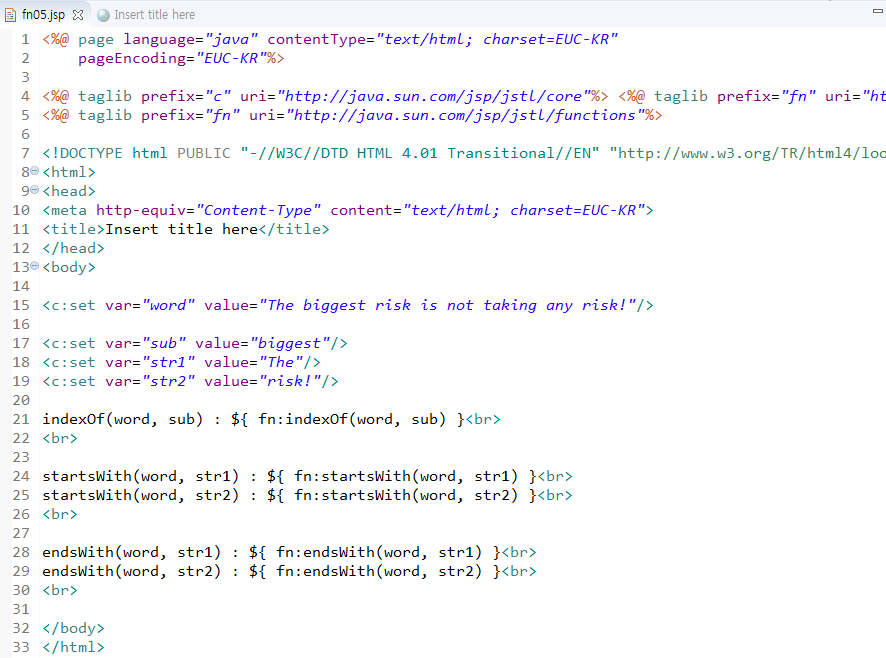 fn05.jsp Insert title here
1 <%@ page language="java" contentType="text/html; charset=EUC-KR"
2 pageEncoding="EUC-KR"%>
3
4 <%@ taglib prefix="c" uri="http://java.sun.com/jsp/jstl/core"%> <%@ taglib prefix="fn" uri="ht
5 <%@ taglib prefix="fn" uri="http://java.sun.com/jsp/jstl/functions"%>
6
7 <!DOCTYPE html PUBLIC "-//W3C//DTD HTML 4.01 Transitional//EN" "http://www.w3.org/TR/html4/loo
8 <html>
9 <head>
10 <meta http-equiv="Content-Type" content="text/html; charset=EUC-KR">
11 <title>Insert title here</title>
12 </head>
13 <body>
14
15 <c:set var="word" value="The biggest risk is not taking any risk!"/>
16
17 <c:set var="sub" value="biggest"/>
18 <c:set var="str1" value="The"/>
19 <c:set var="str2" value="risk!"/>
20
21 indexOf(word, sub) : ${ fn:indexOf(word, sub) }<br>
22 <br>
23
24 startsWith(word, str1) : ${ fn:startsWith(word, str1) }<br>
25 startsWith(word, str2) : ${ fn:startsWith(word, str2) }<br>
26 <br>
27
28 endsWith(word, str1) : ${ fn:endsWith(word, str1) }<br>
29 endsWith(word, str2) : ${ fn:endsWith(word, str2) }<br>
30 <br>
31
32 </body>
33 </html>